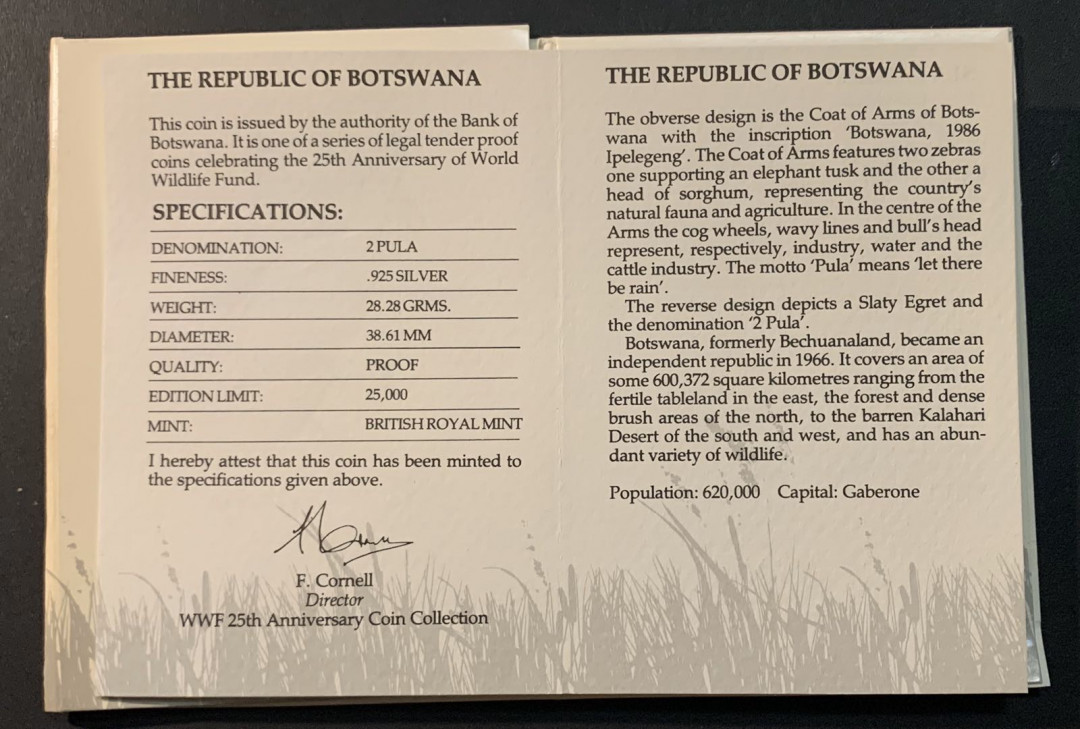 THE REPUBLIC OF BOTSWANA
This coin is issued by the authority of the Bank of
Botswana. It is one of a series of legal tender proof
coins celebrating the 25th Anniversary of World
Wildlife Fund.
SPECIFICATIONS:
DENOMINATION: 2 PULA
FINENESS: .925 SILVER
WEIGHT: 28.28 GRMS.
DIAMETER: 38.61 MM
QUALITY: PROOF
EDITION LIMIT: 25,000
MINT: BRITISH ROYAL MINT
I hereby attest that this coin has been minted to
the specifications given above.
F. Cornell
Director
WWF 25th Anniversary Coin Collection
THE REPUBLIC OF BOTSWANA
The obverse design is the Coat of Arms of Bots-
wana with the inscription 'Botswana, 1986
Ipelegeng'. The Coat of Arms features two zebras
one supporting an elephant tusk and the other a
head of sorghum, representing the country's
natural fauna and agriculture. In the centre of the
Arms the cog wheels, wavy lines and bull's head
represent, respectively, industry, water and the
cattle industry. The motto 'Pula' means 'let there
be rain'.
The reverse design depicts a Slaty Egret and
the denomination '2 Pula'.
Botswana, formerly Bechuanaland, became an
independent republic in 1966. It covers an area of
some 600,372 square kilometres ranging from the
fertile tableland in the east, the forest and dense
brush areas of the north, to the barren Kalahari
Desert of the south and west, and has an abun-
dant variety of wildlife.
Population: 620,000 Capital: Gaberone